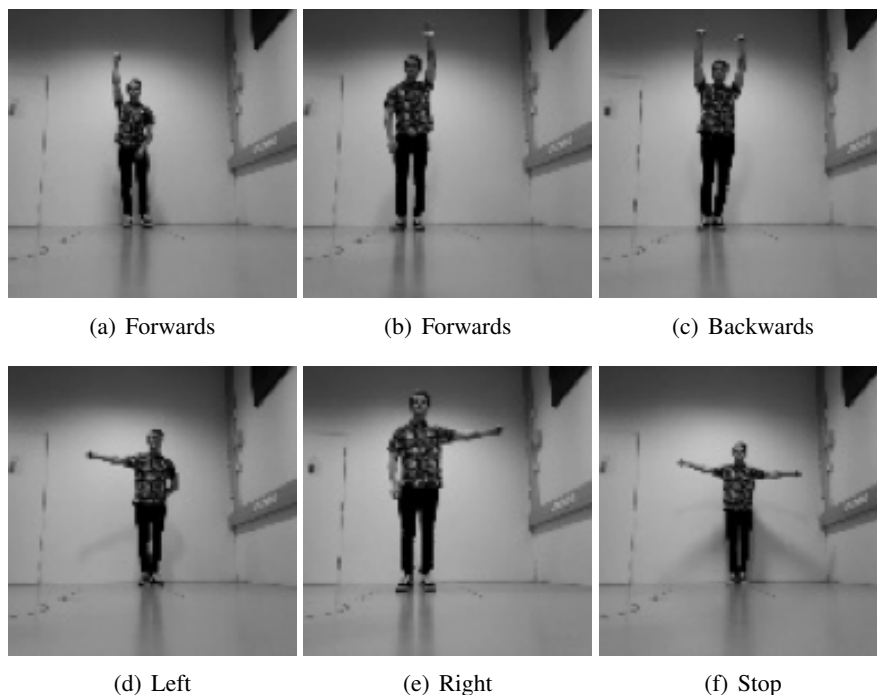 (a) Forwards
(b) Forwards
(c) Backwards
(d) Left
(e) Right
(f) Stop